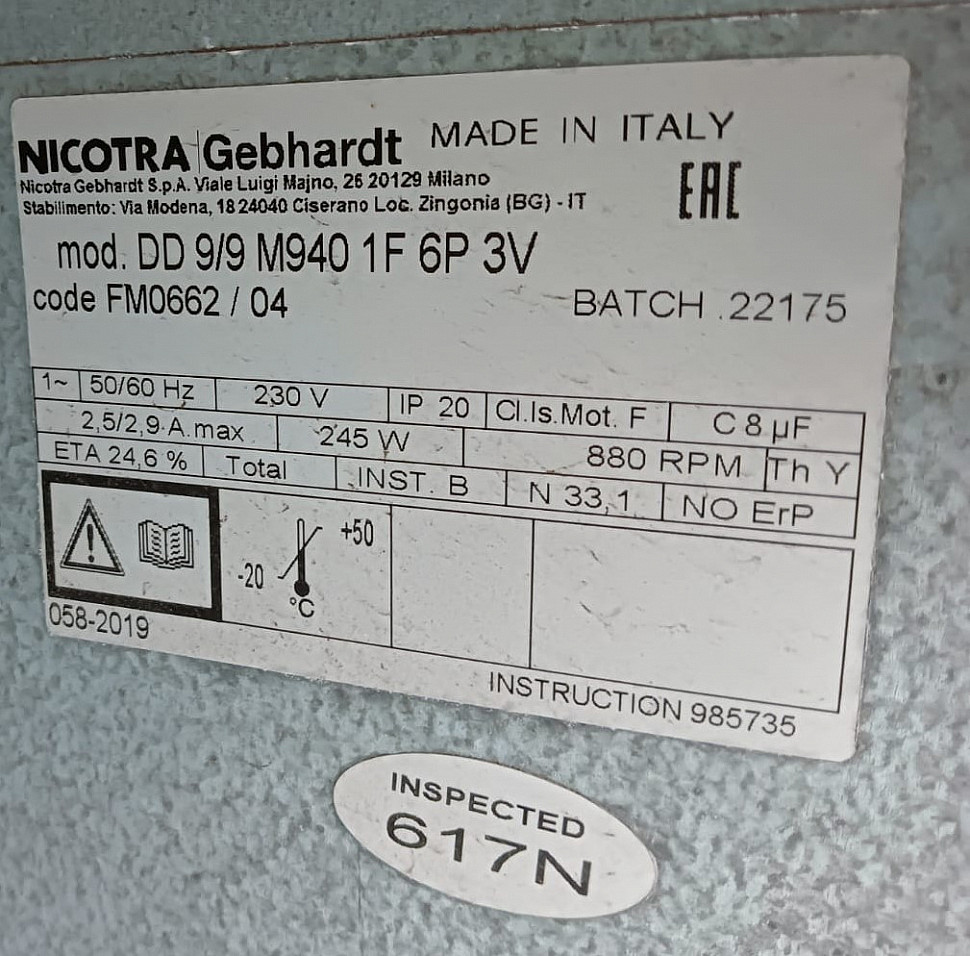 NICOTRA Gebhardt MADE IN ITALY
Nicotra Gebhardt S.p.A. Viale Luigi Majno, 26 20129 Milano
Stabilimento: Via Modena, 18 24040 Ciserano Loc. Zingonia (BG) - IT
EAC
mod. DD 9/9 M940 1F 6P 3V
code FM0662 / 04
BATCH .22175
1~ 50/60 Hz 230 V IP 20 Cl.Is.Mot. F C 8 µF
2,5/2,9 A.max 245 W 880 RPM Th Y
ETA 24,6 % Total INST. B N 33,1 NO ErP
-20 +50
°C
058-2019
INSTRUCTION 985735
INSPECTED
617N